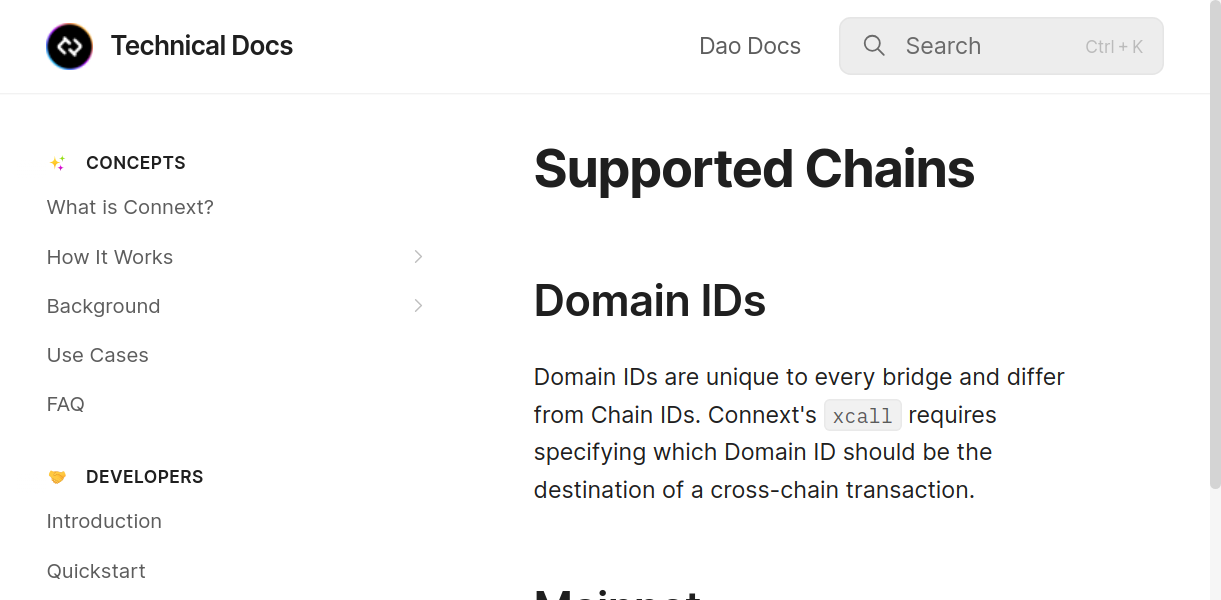 Technical Docs
Dao Docs
Search
Ctrl + K
CONCEPTS
What is Connext?
How It Works
Background
Use Cases
FAQ
DEVELOPERS
Introduction
Quickstart
Supported Chains
Domain IDs
Domain IDs are unique to every bridge and differ
from Chain IDs. Connext's xcall requires
specifying which Domain ID should be the
destination of a cross-chain transaction.
Mainnet